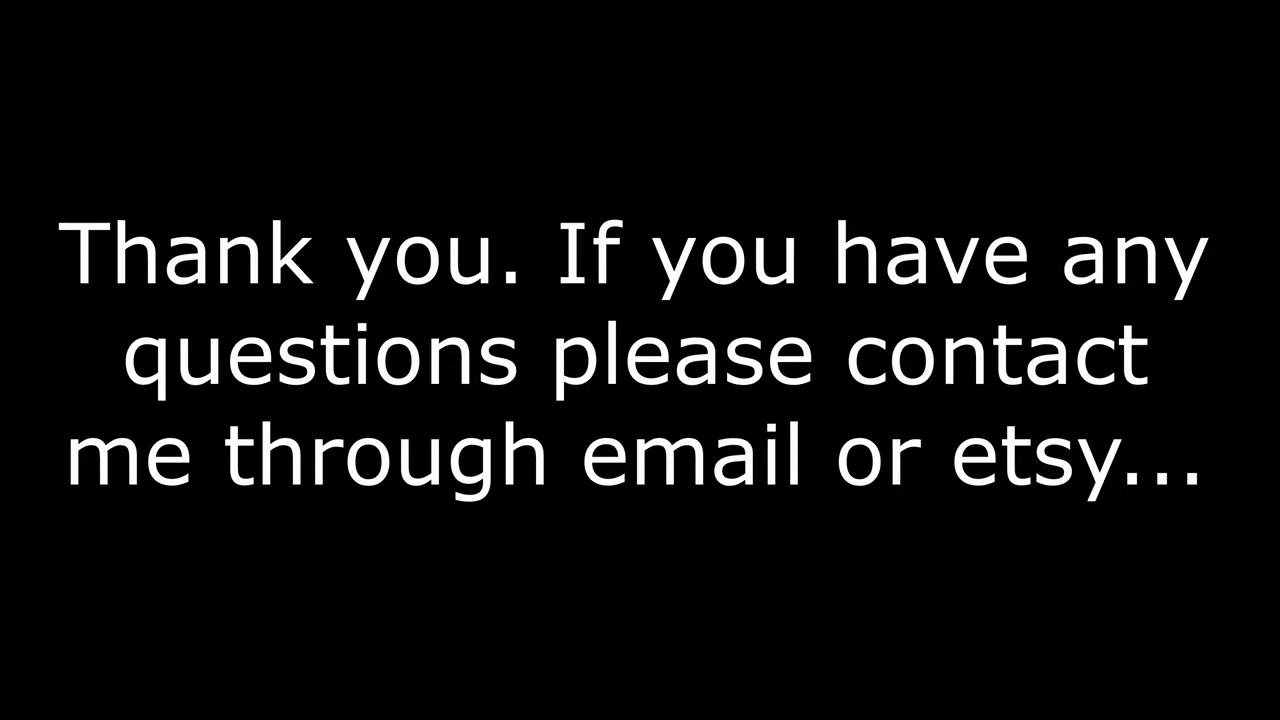 Thank you. If you have any
questions please contact
me through email or etsy...